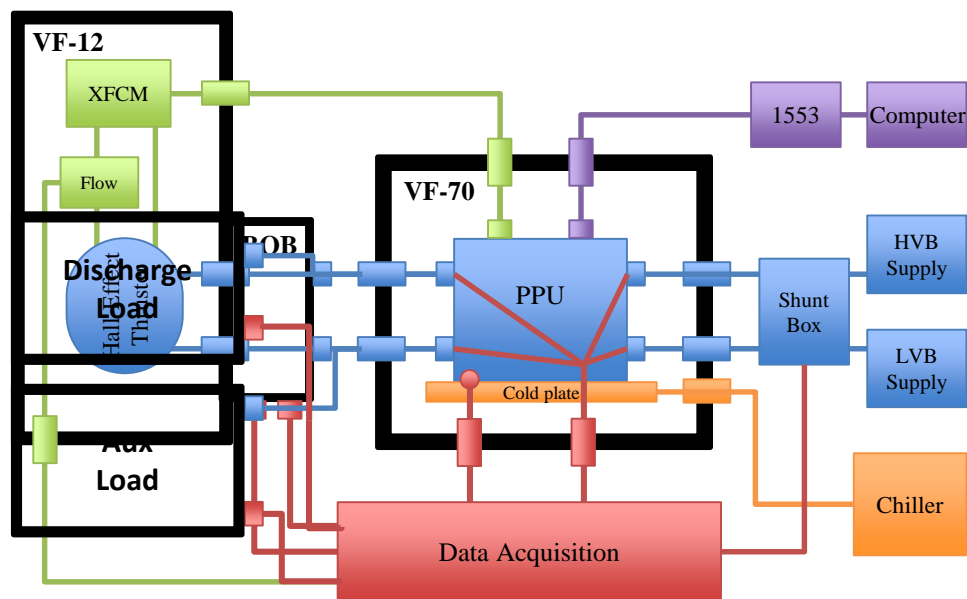 VF-12
XFCM
1553
Computer
Flow
VF-70
BOB
Discharge
Load
Hall Effect
Thruster
PPU
HVB
Supply
Shunt
Box
LVB
Supply
Cold plate
Aux
Load
Chiller
Data Acquisition